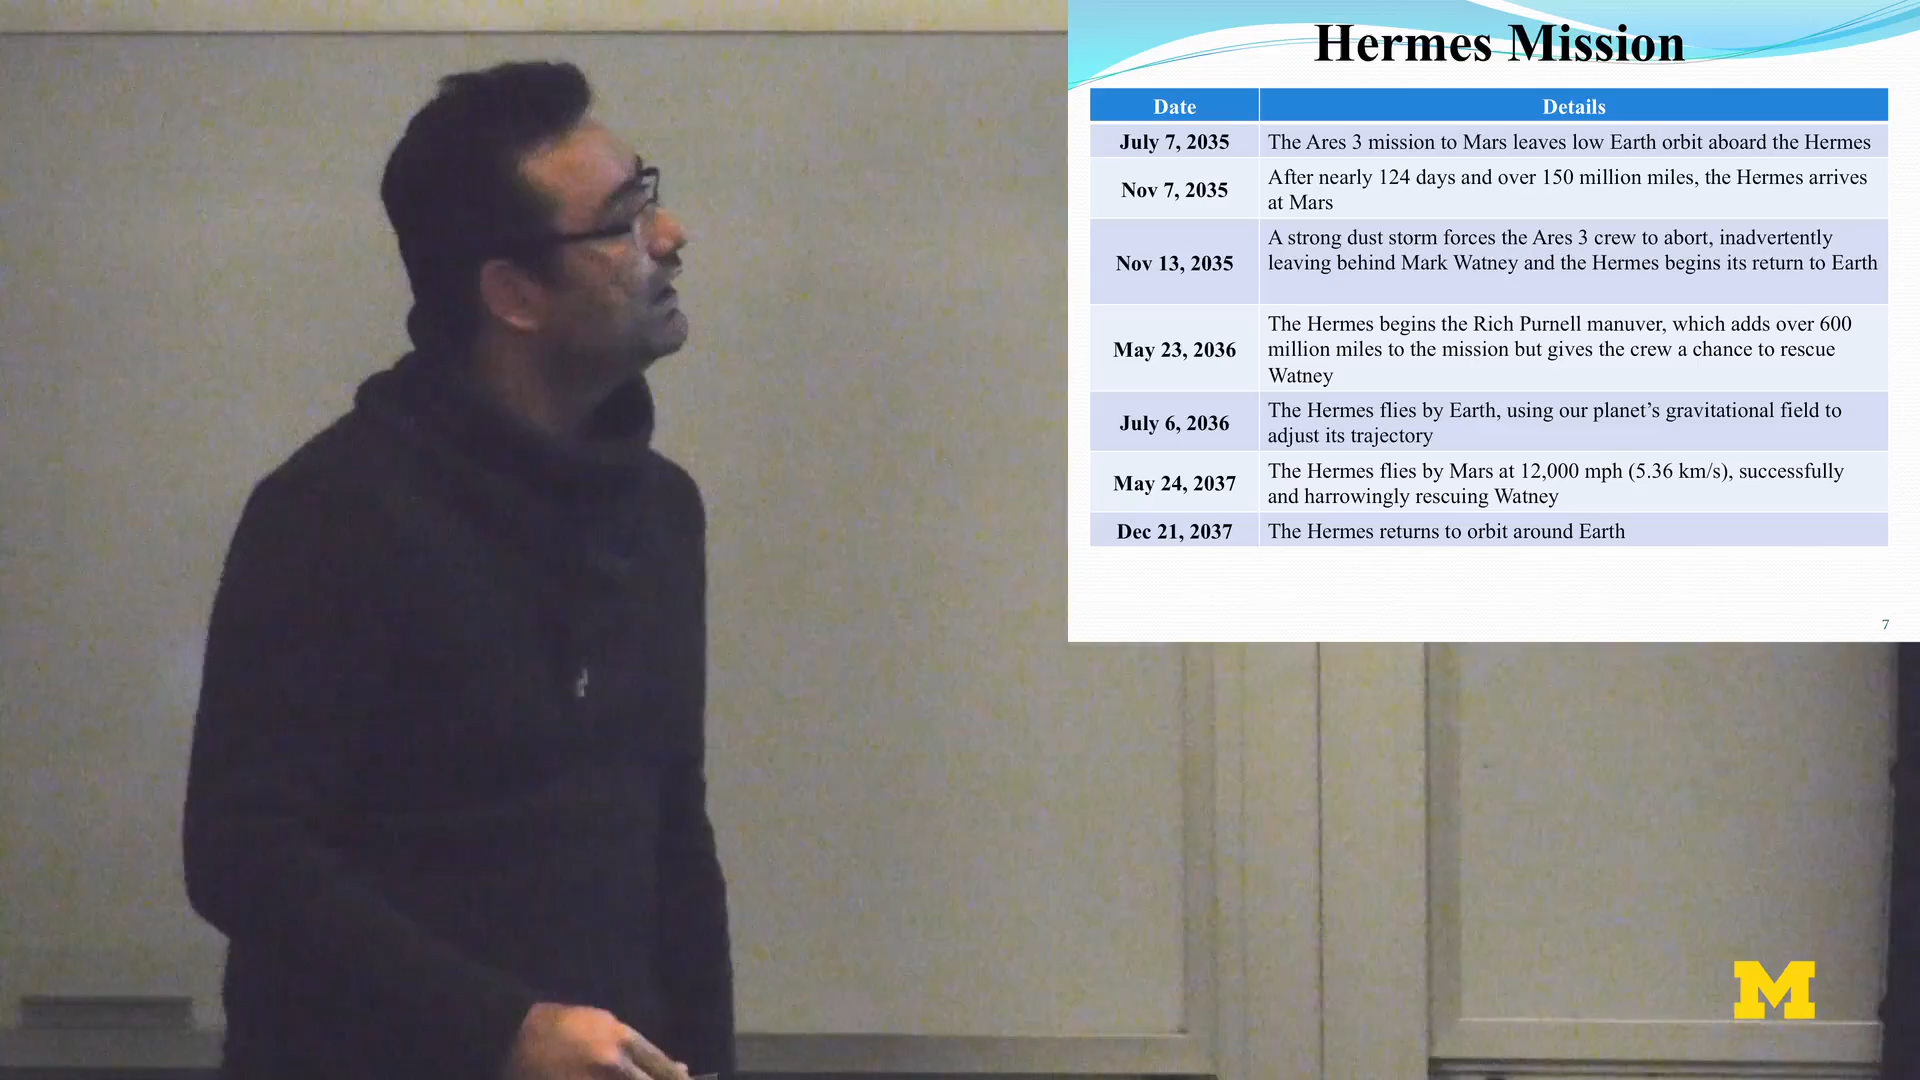 Hermes Mission
Date Details
July 7, 2035 The Ares 3 mission to Mars leaves low Earth orbit aboard the Hermes
Nov 7, 2035 After nearly 124 days and over 150 million miles, the Hermes arrives
at Mars
Nov 13, 2035 A strong dust storm forces the Ares 3 crew to abort, inadvertently
leaving behind Mark Watney and the Hermes begins its return to Earth
May 23, 2036 The Hermes begins the Rich Purnell manuver, which adds over 600
million miles to the mission but gives the crew a chance to rescue
Watney
July 6, 2036 The Hermes flies by Earth, using our planet’s gravitational field to
adjust its trajectory
May 24, 2037 The Hermes flies by Mars at 12,000 mph (5.36 km/s), successfully
and harrowingly rescuing Watney
Dec 21, 2037 The Hermes returns to orbit around Earth
7
M